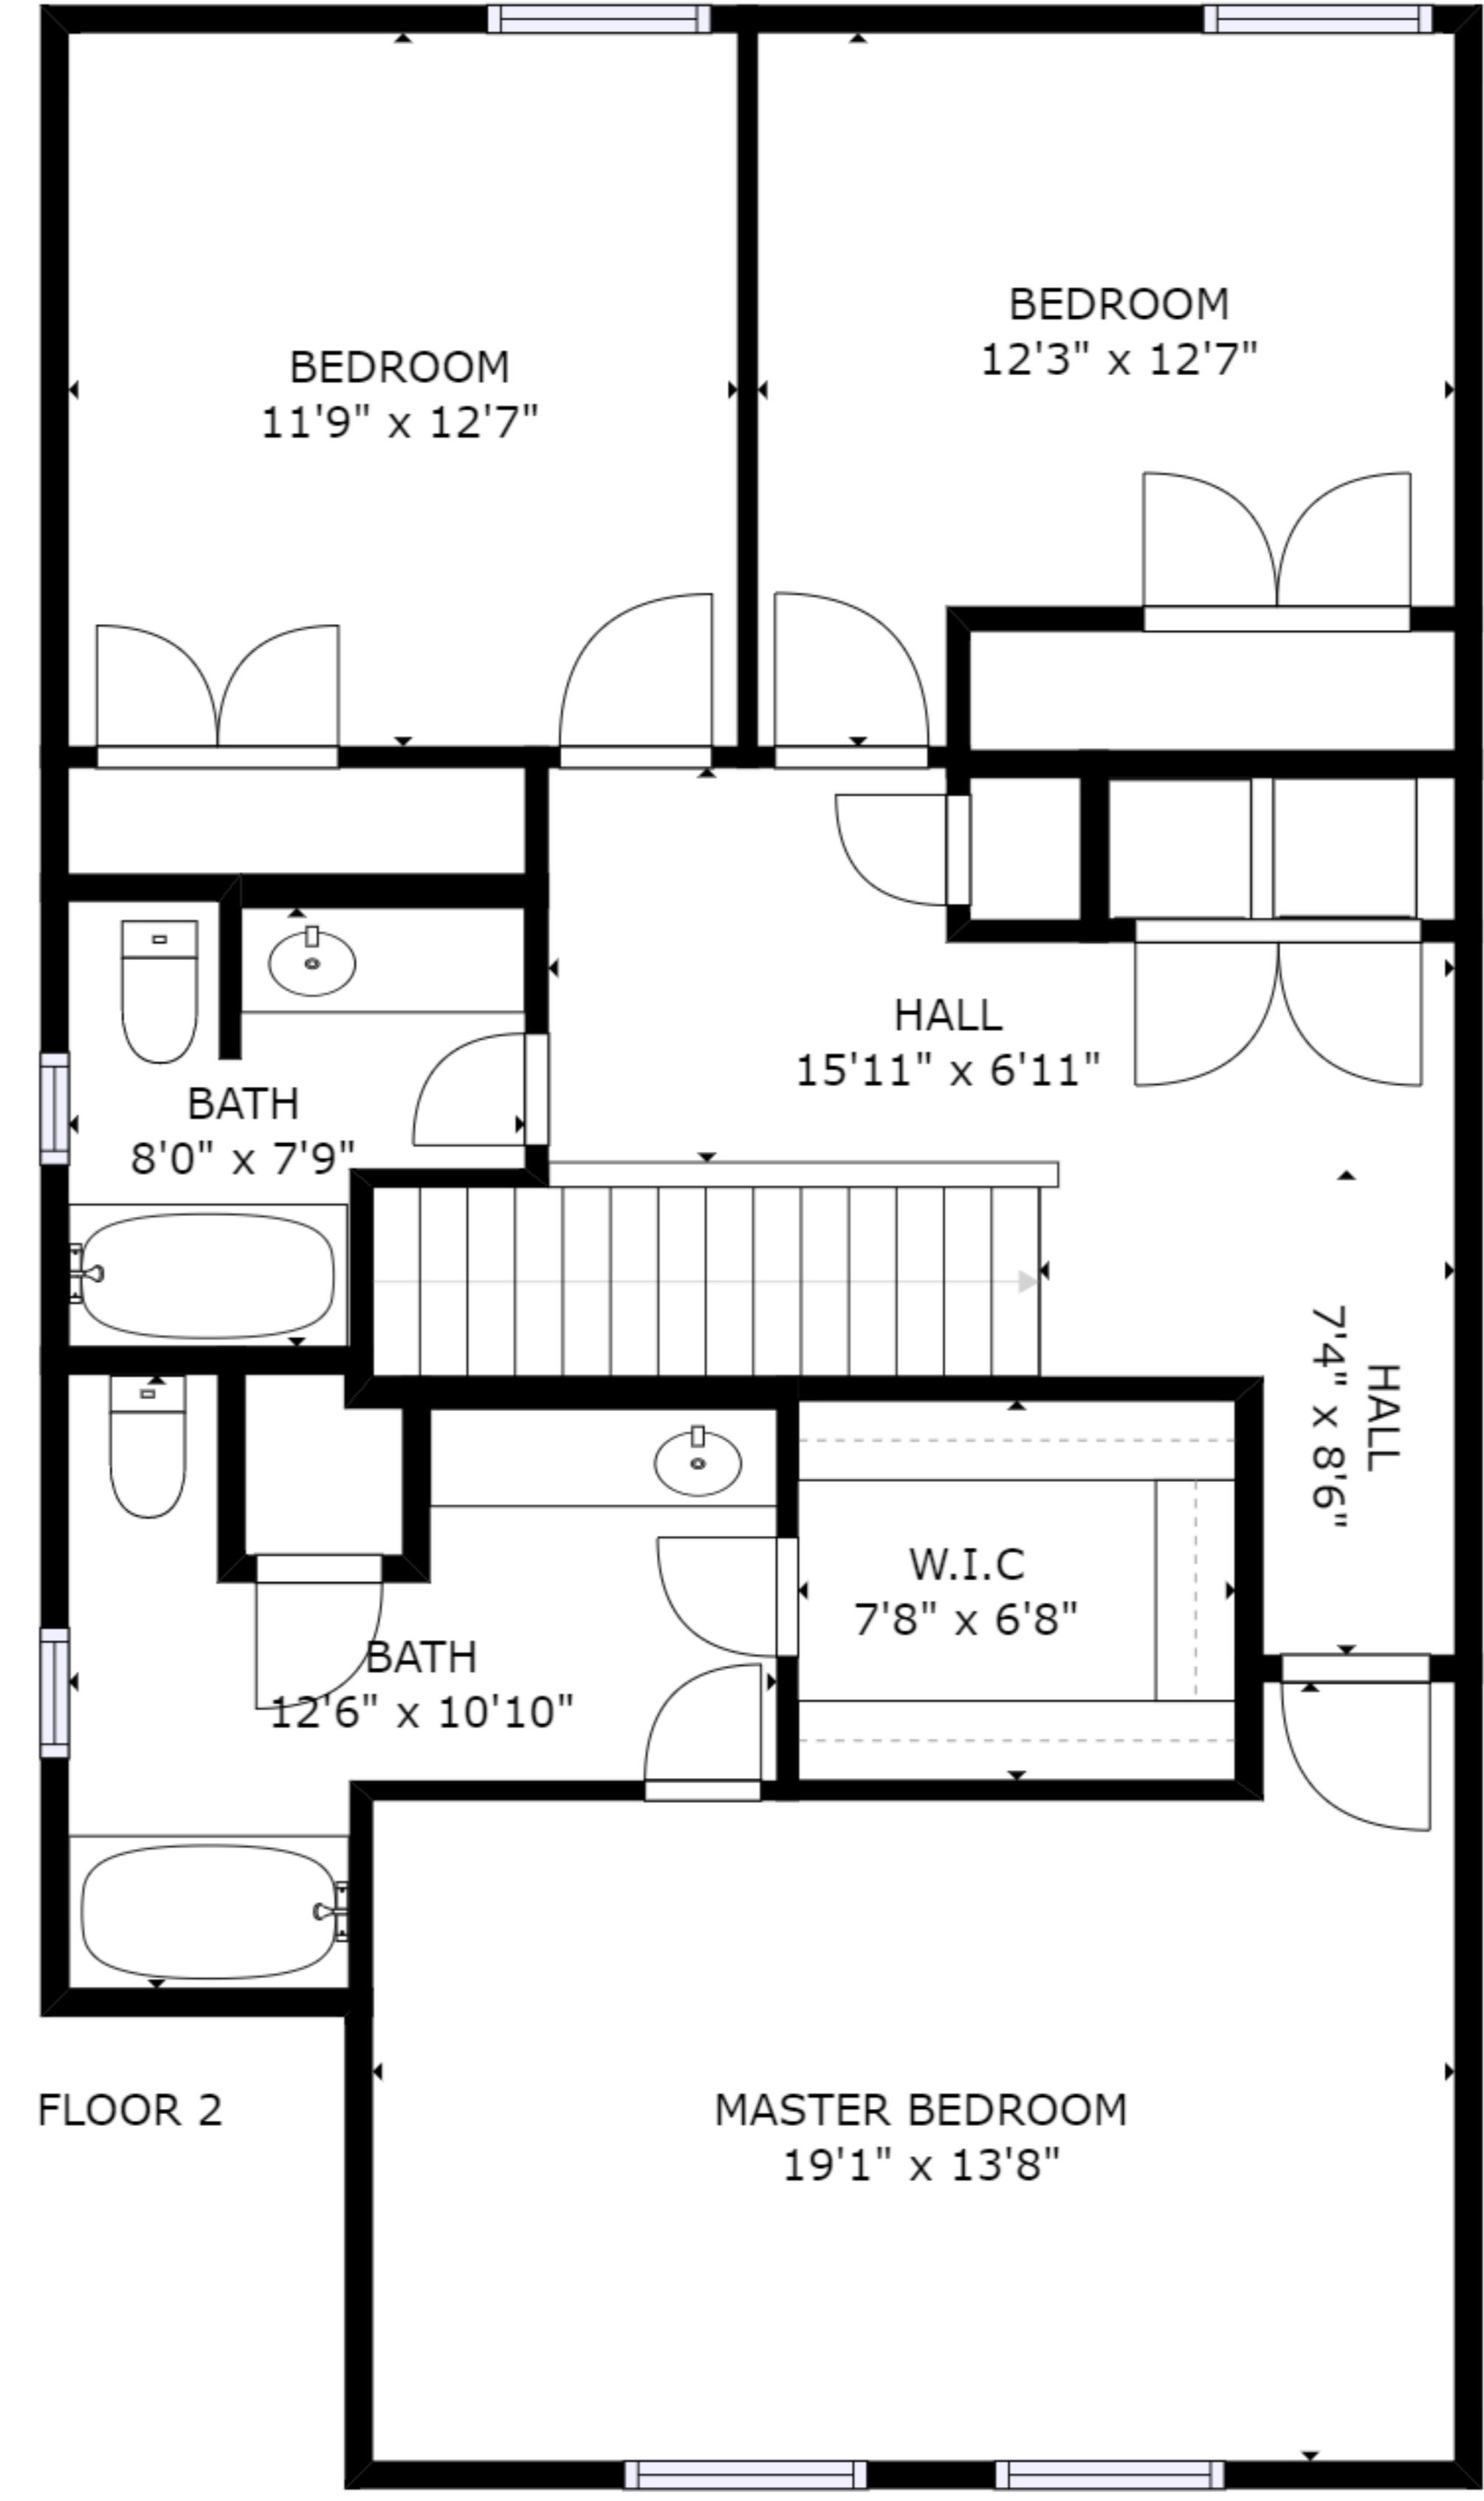 BEDROOM
11'9" x 12'7"
BEDROOM
12'3" x 12'7"
HALL
15'11" x 6'11"
BATH
8'0" x 7'9"
HALL
7'4" x 8'6"
W.I.C
7'8" x 6'8"
BATH
12'6" x 10'10"
FLOOR 2
MASTER BEDROOM
19'1" x 13'8"